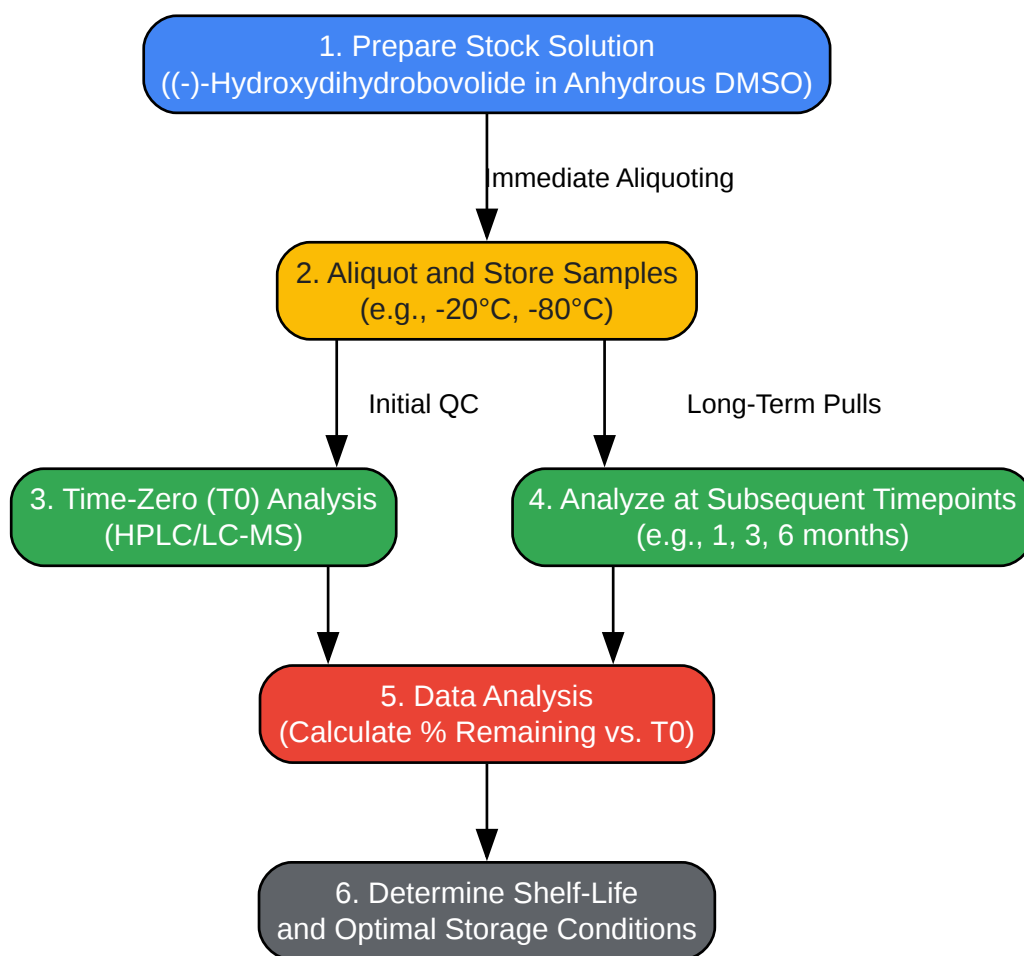 1. Prepare Stock Solution
((-)-Hydroxydihydrobovolide in Anhydrous DMSO)
Immediate Aliquoting
2. Aliquot and Store Samples
(e.g., -20°C, -80°C)
Initial QC
Long-Term Pulls
3. Time-Zero (T0) Analysis
(HPLC/LC-MS)
4. Analyze at Subsequent Timepoints
(e.g., 1, 3, 6 months)
5. Data Analysis
(Calculate % Remaining vs. T0)
6. Determine Shelf-Life
and Optimal Storage Conditions